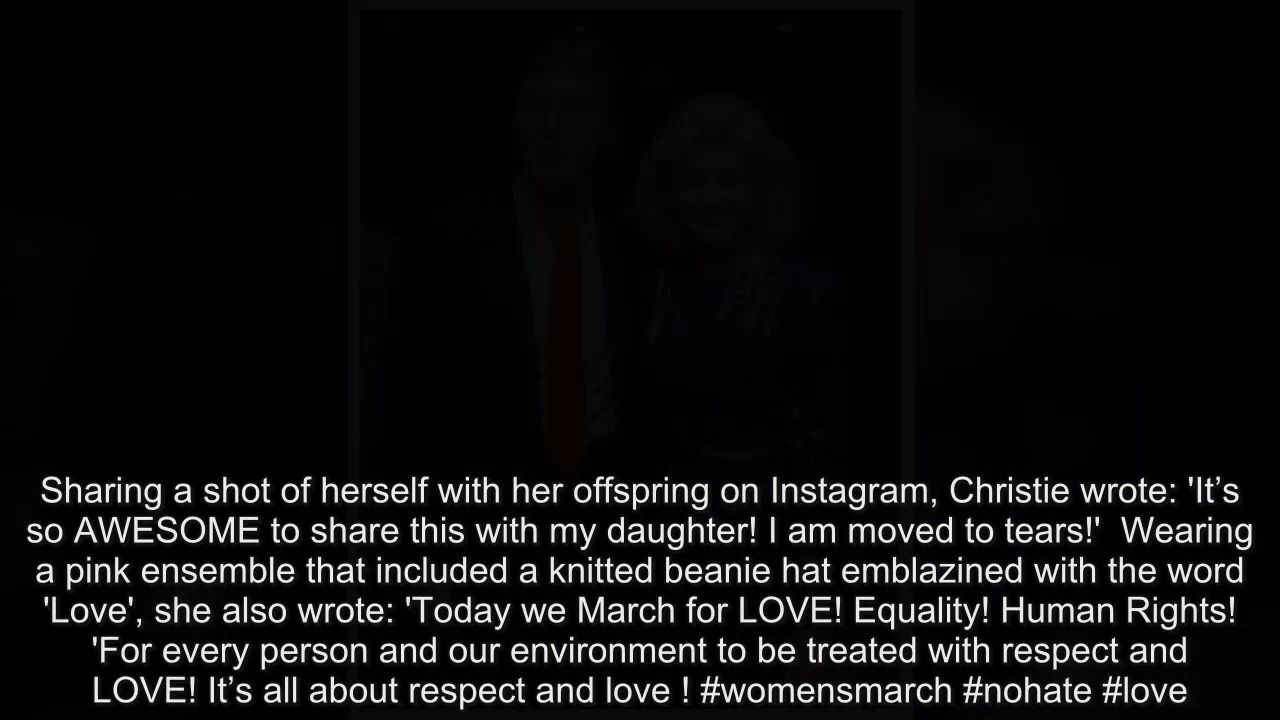 Sharing a shot of herself with her offspring on Instagram, Christie wrote: 'It’s
so AWESOME to share this with my daughter! I am moved to tears!'  Wearing
a pink ensemble that included a knitted beanie hat emblazined with the word
'Love', she also wrote: 'Today we March for LOVE! Equality! Human Rights!
'For every person and our environment to be treated with respect and
LOVE! It’s all about respect and love ! #womensmarch #nohate #love